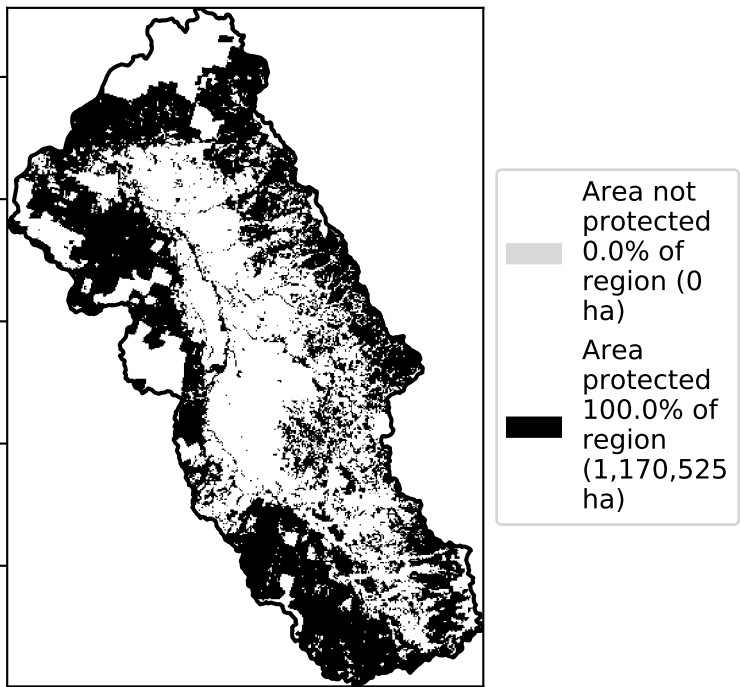 Area not
protected
0.0% of
region (0
ha)
Area
protected
100.0% of
region
(1,170,525
ha)